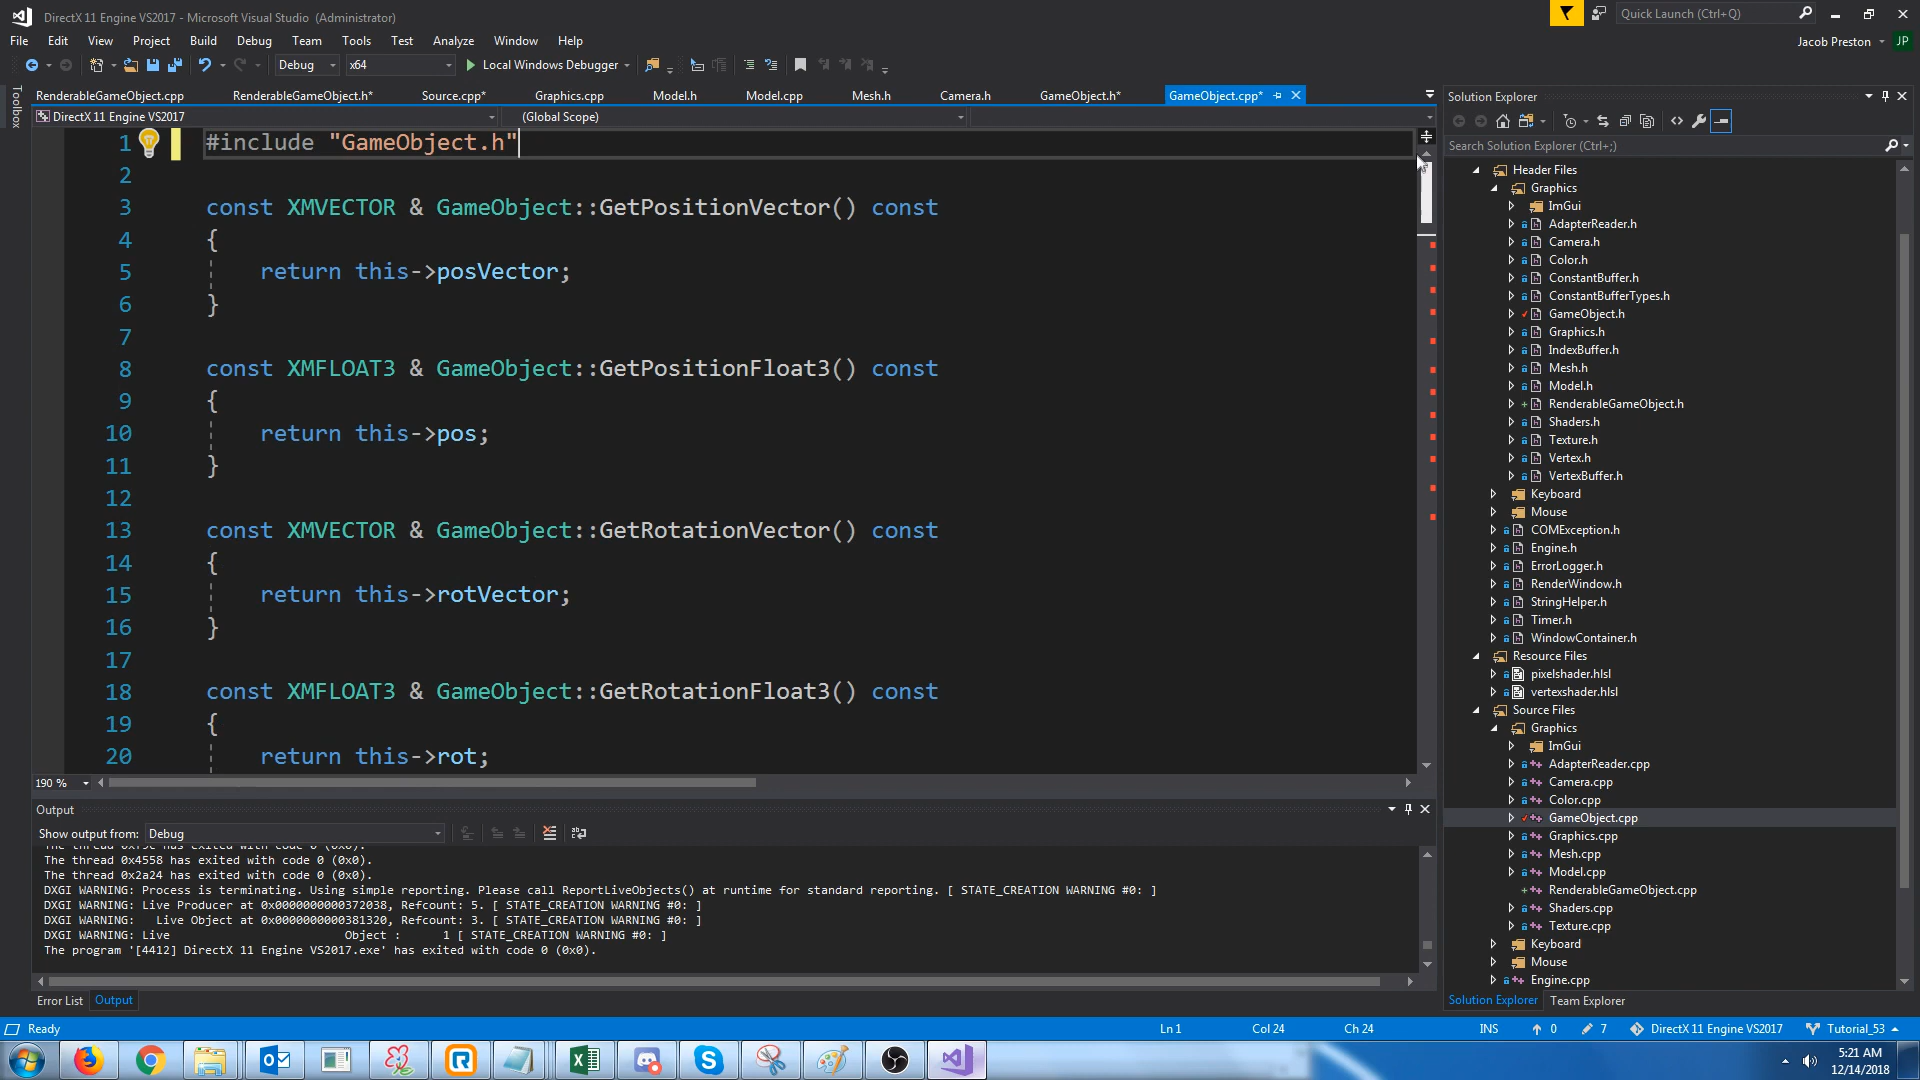 DirectX 11 Engine VS2017 - Microsoft Visual Studio (Administrator)
Quick Launch (Ctrl+Q)
File Edit View Project Build Debug Team Tools Test Analyze Window Help
Jacob Preston JP
Debug x64 Local Windows Debugger
Toolbox
RenderableGameObject.cpp RenderableGameObject.h* Source.cpp* Graphics.cpp Model.h Model.cpp Mesh.h Camera.h GameObject.h* GameObject.cpp*
DirectX 11 Engine VS2017 (Global Scope)
1 #include "GameObject.h"
2
3 const XMVECTOR & GameObject::GetPositionVector() const
4 {
5 return this->posVector;
6 }
7
8 const XMFLOAT3 & GameObject::GetPositionFloat3() const
9 {
10 return this->pos;
11 }
12
13 const XMVECTOR & GameObject::GetRotationVector() const
14 {
15 return this->rotVector;
16 }
17
18 const XMFLOAT3 & GameObject::GetRotationFloat3() const
19 {
20 return this->rot;
190 %
Output
Show output from: Debug
The thread 0x4558 has exited with code 0 (0x0).
The thread 0x2a24 has exited with code 0 (0x0).
DXGI WARNING: Process is terminating. Using simple reporting. Please call ReportLiveObjects() at runtime for standard reporting. [ STATE_CREATION WARNING #0: ]
DXGI WARNING: Live Producer at 0x0000000000372038, Refcount: 5. [ STATE_CREATION WARNING #0: ]
DXGI WARNING: Live Object at 0x0000000000381320, Refcount: 3. [ STATE_CREATION WARNING #0: ]
DXGI WARNING: Live Object : 1 [ STATE_CREATION WARNING #0: ]
The program '[4412] DirectX 11 Engine VS2017.exe' has exited with code 0 (0x0).
Error List Output
Solution Explorer
Search Solution Explorer (Ctrl+;)
Header Files
Graphics
ImGui
AdapterReader.h
Camera.h
Color.h
ConstantBuffer.h
ConstantBufferTypes.h
GameObject.h
Graphics.h
IndexBuffer.h
Mesh.h
Model.h
RenderableGameObject.h
Shaders.h
Texture.h
Vertex.h
VertexBuffer.h
Keyboard
Mouse
COMException.h
Engine.h
ErrorLogger.h
RenderWindow.h
StringHelper.h
Timer.h
WindowContainer.h
Resource Files
pixelshader.hlsl
vertexshader.hlsl
Source Files
Graphics
ImGui
AdapterReader.cpp
Camera.cpp
Color.cpp
GameObject.cpp
Graphics.cpp
Mesh.cpp
Model.cpp
RenderableGameObject.cpp
Shaders.cpp
Texture.cpp
Keyboard
Mouse
Engine.cpp
Solution Explorer Team Explorer
Ready Ln 1 Col 24 Ch 24 INS 0 7 DirectX 11 Engine VS2017 Tutorial_53
5:21 AM
12/14/2018